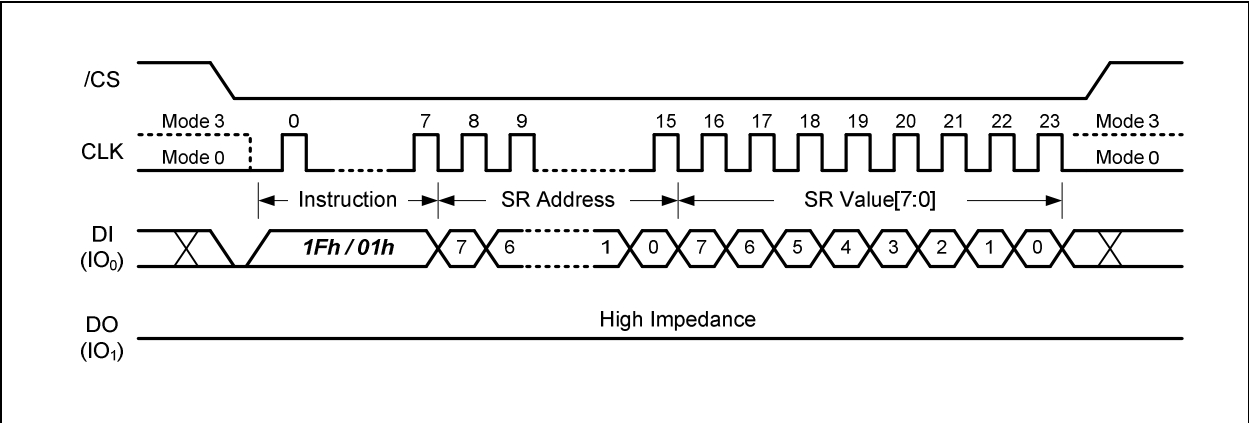 /CS
Mode 3 0 7 8 9 15 16 17 18 19 20 21 22 23 Mode 3
CLK
Mode 0 Mode 0
Instruction SR Address SR Value[7:0]
DI
(IO₀)
1Fh / 01h 7 6 1 0 7 6 5 4 3 2 1 0
High Impedance
DO
(IO₁)